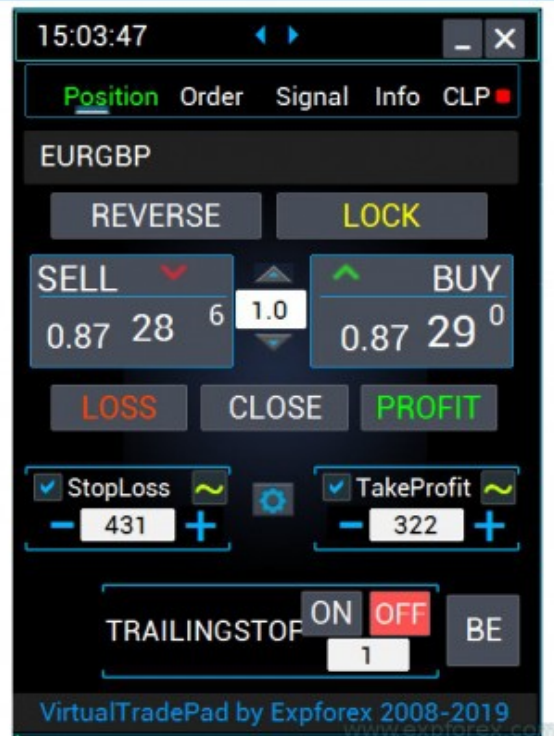 15:03:47
Position Order Signal Info CLP
EURGBP
REVERSE LOCK
SELL BUY
0.87 28 6 1.0 0.87 29 0
LOSS CLOSE PROFIT
StopLoss TakeProfit
431 322
TRAILINGSTOP ON OFF BE
1
VirtualTradePad by Expforex 2008-2019
www.expforex.com